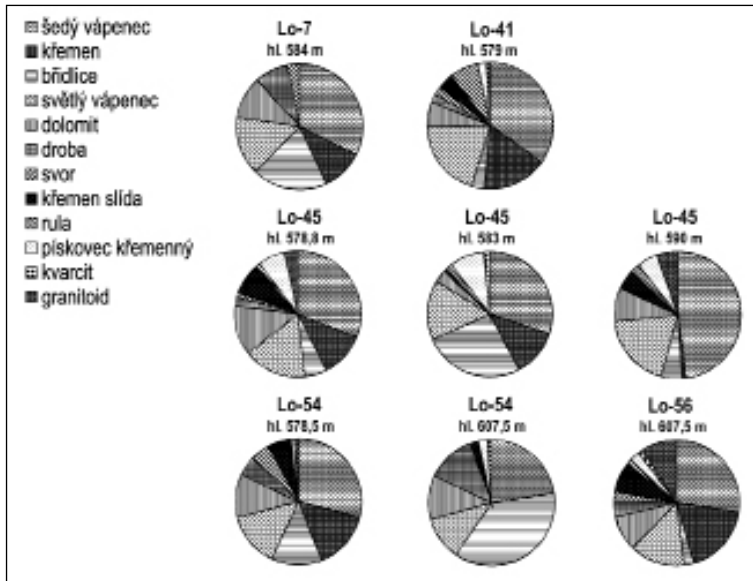 šedý vápenec
křemen
břidlice
světlý vápenec
dolomit
droba
svor
křemen slída
rula
pískovec křemenný
kvarcit
granitoid
Lo-7
hl. 584 m
Lo-41
hl. 579 m
Lo-45
hl. 578,8 m
Lo-45
hl. 583 m
Lo-45
hl. 590 m
Lo-54
hl. 578,5 m
Lo-54
hl. 607,5 m
Lo-56
hl. 607,5 m